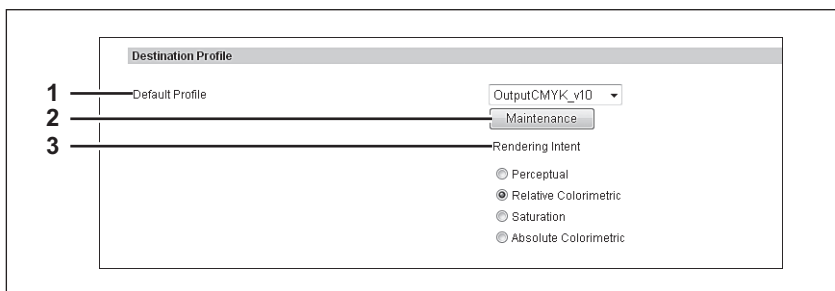 Destination Profile
1 Default Profile OutputCMYK_v10
2 Maintenance
3 Rendering Intent
Perceptual
Relative Colorimetric
Saturation
Absolute Colorimetric